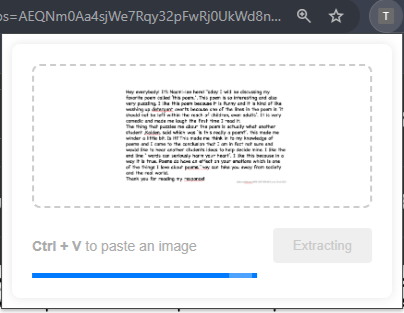 os=AEQNm0Aa4sjWe7Rqy32pFwRj0UkWd8n...
T
Hey everybody! It's Naomi Lee here! Today I will be discussing my
favorite poem called "this poem." This poem is so interesting and also
very puzzling. I like this poem because it is funny and it is kind of like
washing up detergent adverts because one of the lines in the poem is "It
should not be left within the reach of children, even adults". It is very
comedic and made me laugh the first time I read it.
The thing that puzzles me about this poem is actually what another
student said which was "is this really a poem?". This made me
wonder a little bit. Is it? This made me think in to my knowledge of
poems and I came to the conclusion that I am in fact not sure and
would like to hear another students ideas to help decide mine. I like the
end line " words can seriously harm your heart". I like this because in a
way it is true. Poems do have an effect on your emotions which is one
of the things I love about poems. They can take you away from society
and the real world.
Thank you for reading my response!
Ctrl + V to paste an image
Extracting